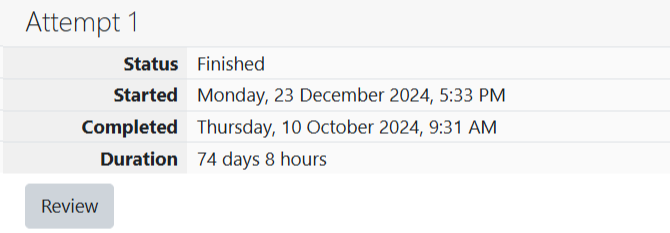 Attempt 1
Status Finished
Started Monday, 23 December 2024, 5:33 PM
Completed Thursday, 10 October 2024, 9:31 AM
Duration 74 days 8 hours
Review